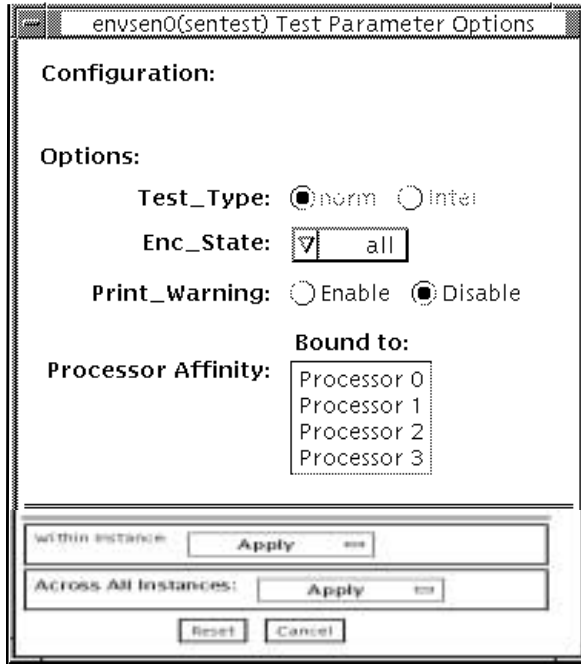 envsen0(sentest) Test Parameter Options
Configuration:
Options:
Test_Type: norm inter
Enc_State: all
Print_Warning: Enable Disable
Bound to:
Processor Affinity:
Processor 0
Processor 1
Processor 2
Processor 3
within Instance Apply
Across All Instances: Apply
Reset Cancel